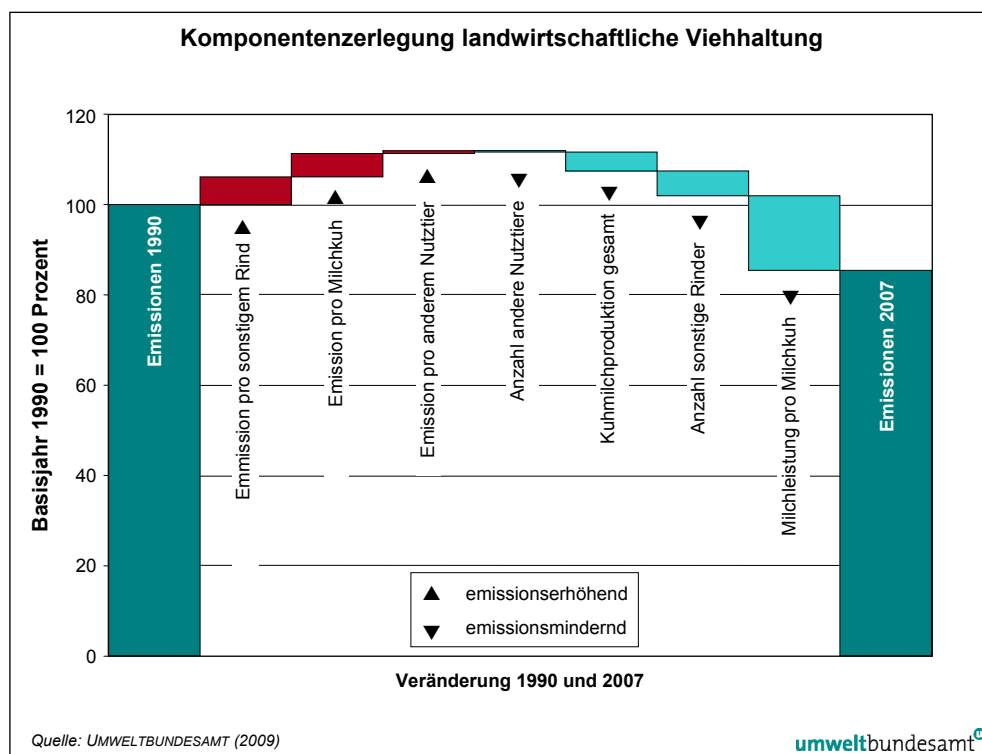 Komponentenzerlegung landwirtschaftliche Viehhaltung
Basisjahr 1990 = 100 Prozent
120
100
80
60
40
20
0
Emissionen 1990
Emmission pro sonstigem Rind
Emission pro Milchkuh
Emission pro anderem Nutztier
Anzahl andere Nutztiere
Kuhmilchproduktion gesamt
Anzahl sonstige Rinder
Milchleistung pro Milchkuh
Emissionen 2007
▲ emissionserhöhend
▼ emissionsmindernd
Veränderung 1990 und 2007
Quelle: UMWELTBUNDESAMT (2009)
umweltbundesamt